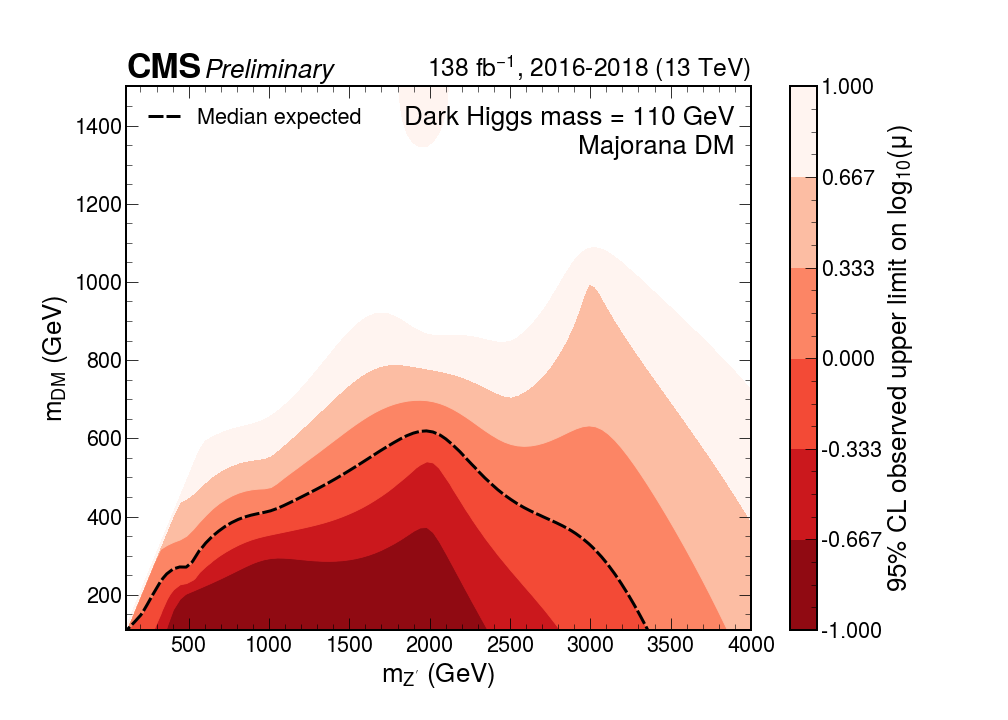 CMS Preliminary 138 fb⁻¹, 2016-2018 (13 TeV)
Median expected
Dark Higgs mass = 110 GeV
Majorana DM
1400
1200
1000
800
600
400
200
m_DM (GeV)
500 1000 1500 2000 2500 3000 3500 4000
m_Z′ (GeV)
1.000
0.667
0.333
0.000
-0.333
-0.667
-1.000
95% CL observed upper limit on log₁₀(μ)